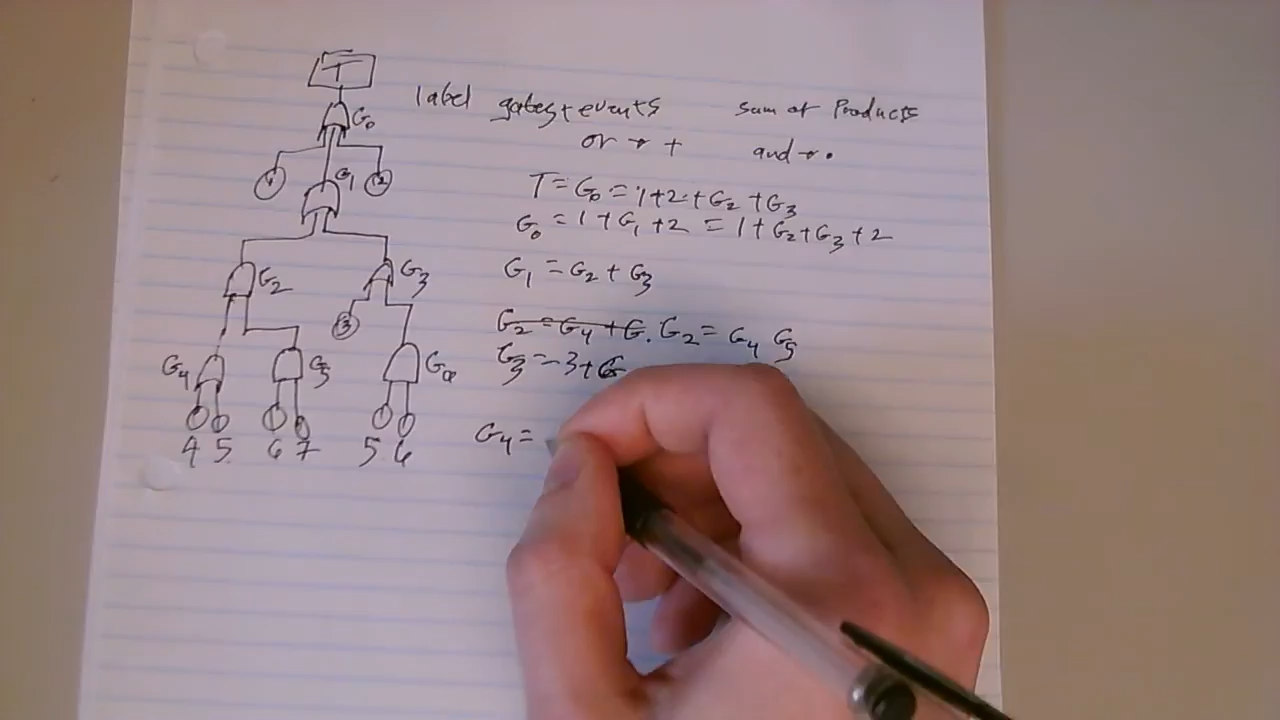 T
label gates + events sum of Products
G0
or → + and → •
1 G1 2
T = G0 = 1+2+G2+G3
G0 = 1+G1+2 = 1+G2+G3+2
G2 G3
G1 = G2 + G3
3
G2 = G4 + G. G2 = G4 G5
G4 G5
G3 = 3+G
G4 =
4 5 6 7 5 6